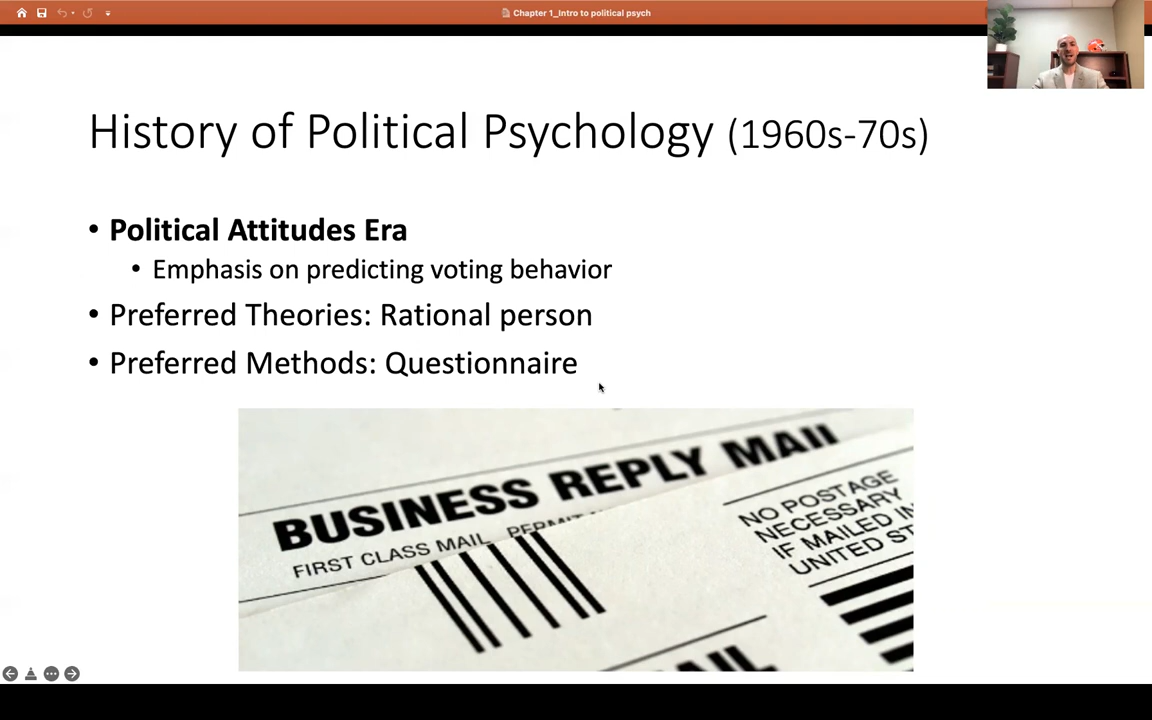 Chapter 1_Intro to political psych
History of Political Psychology (1960s-70s)
• Political Attitudes Era
• Emphasis on predicting voting behavior
• Preferred Theories: Rational person
• Preferred Methods: Questionnaire
BUSINESS REPLY MAIL
FIRST CLASS MAIL PERMIT
NO POSTAGE
NECESSARY
IF MAILED IN
UNITED